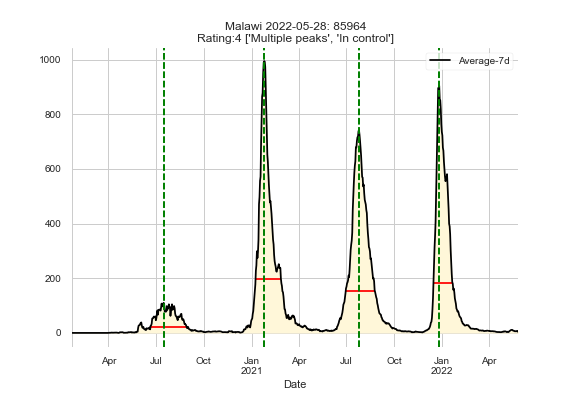 Malawi 2022-05-28: 85964
Rating:4 ['Multiple peaks', 'In control']
Average-7d
1000
800
600
400
200
0
Apr Jul Oct Jan Apr Jul Oct Jan Apr
2021 2022
Date